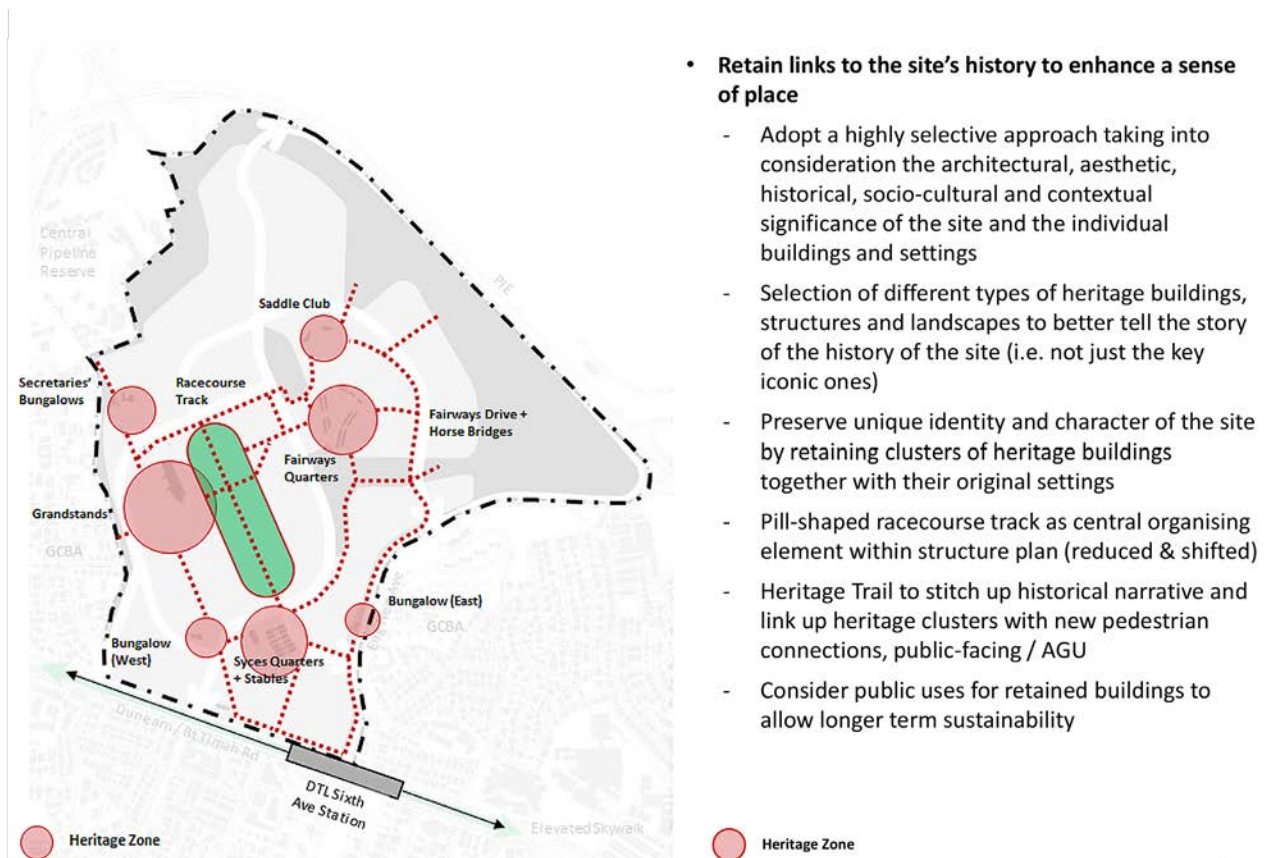 Central
Pipeline
Reserve
PIE
Saddle Club
Secretaries'
Bungalows
Racecourse
Track
Fairways Drive +
Horse Bridges
Fairways
Quarters
Grandstands
GCBA
Bungalow (East)
GCBA
Bungalow
(West)
Syces Quarters
+ Stables
Dunearn / Bt Timah Rd
DTL Sixth
Ave Station
Elevated Skywalk
Heritage Zone
• Retain links to the site's history to enhance a sense
of place
- Adopt a highly selective approach taking into
consideration the architectural, aesthetic,
historical, socio-cultural and contextual
significance of the site and the individual
buildings and settings
- Selection of different types of heritage buildings,
structures and landscapes to better tell the story
of the history of the site (i.e. not just the key
iconic ones)
- Preserve unique identity and character of the site
by retaining clusters of heritage buildings
together with their original settings
- Pill-shaped racecourse track as central organising
element within structure plan (reduced & shifted)
- Heritage Trail to stitch up historical narrative and
link up heritage clusters with new pedestrian
connections, public-facing / AGU
- Consider public uses for retained buildings to
allow longer term sustainability
Heritage Zone